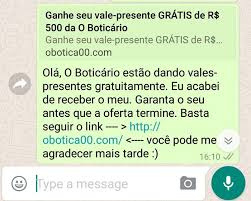 Ganhe seu vale-presente GRÁTIS de R$
500 da O Boticário
Ganhe seu vale-presente GRÁTIS de R$...
obotica00.com
Olá, O Boticário estão dando vales-
presentes gratuitamente. Eu acabei
de receber o meu. Garanta o seu
antes que a oferta termine. Basta
seguir o link ---- > http://
obotica00.com/ <---- você pode me
agradecer mais tarde :)
16:10
Type a message